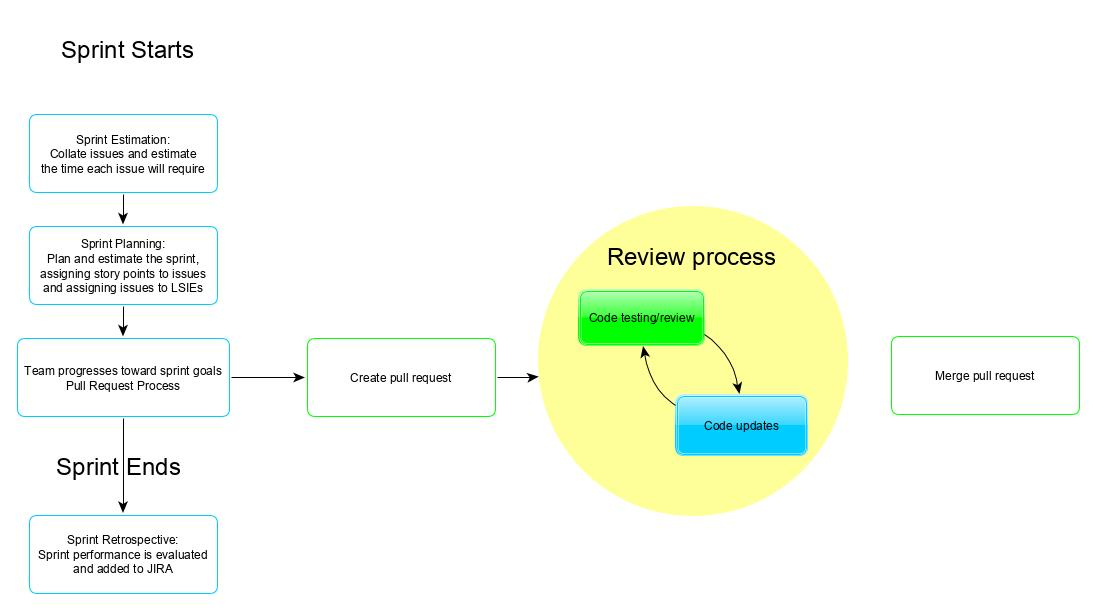 Sprint Starts
Sprint Estimation:
Collate issues and estimate
the time each issue will require
Sprint Planning:
Plan and estimate the sprint,
assigning story points to issues
and assigning issues to LSIEs
Team progresses toward sprint goals
Pull Request Process
Create pull request
Review process
Code testing/review
Code updates
Merge pull request
Sprint Ends
Sprint Retrospective:
Sprint performance is evaluated
and added to JIRA